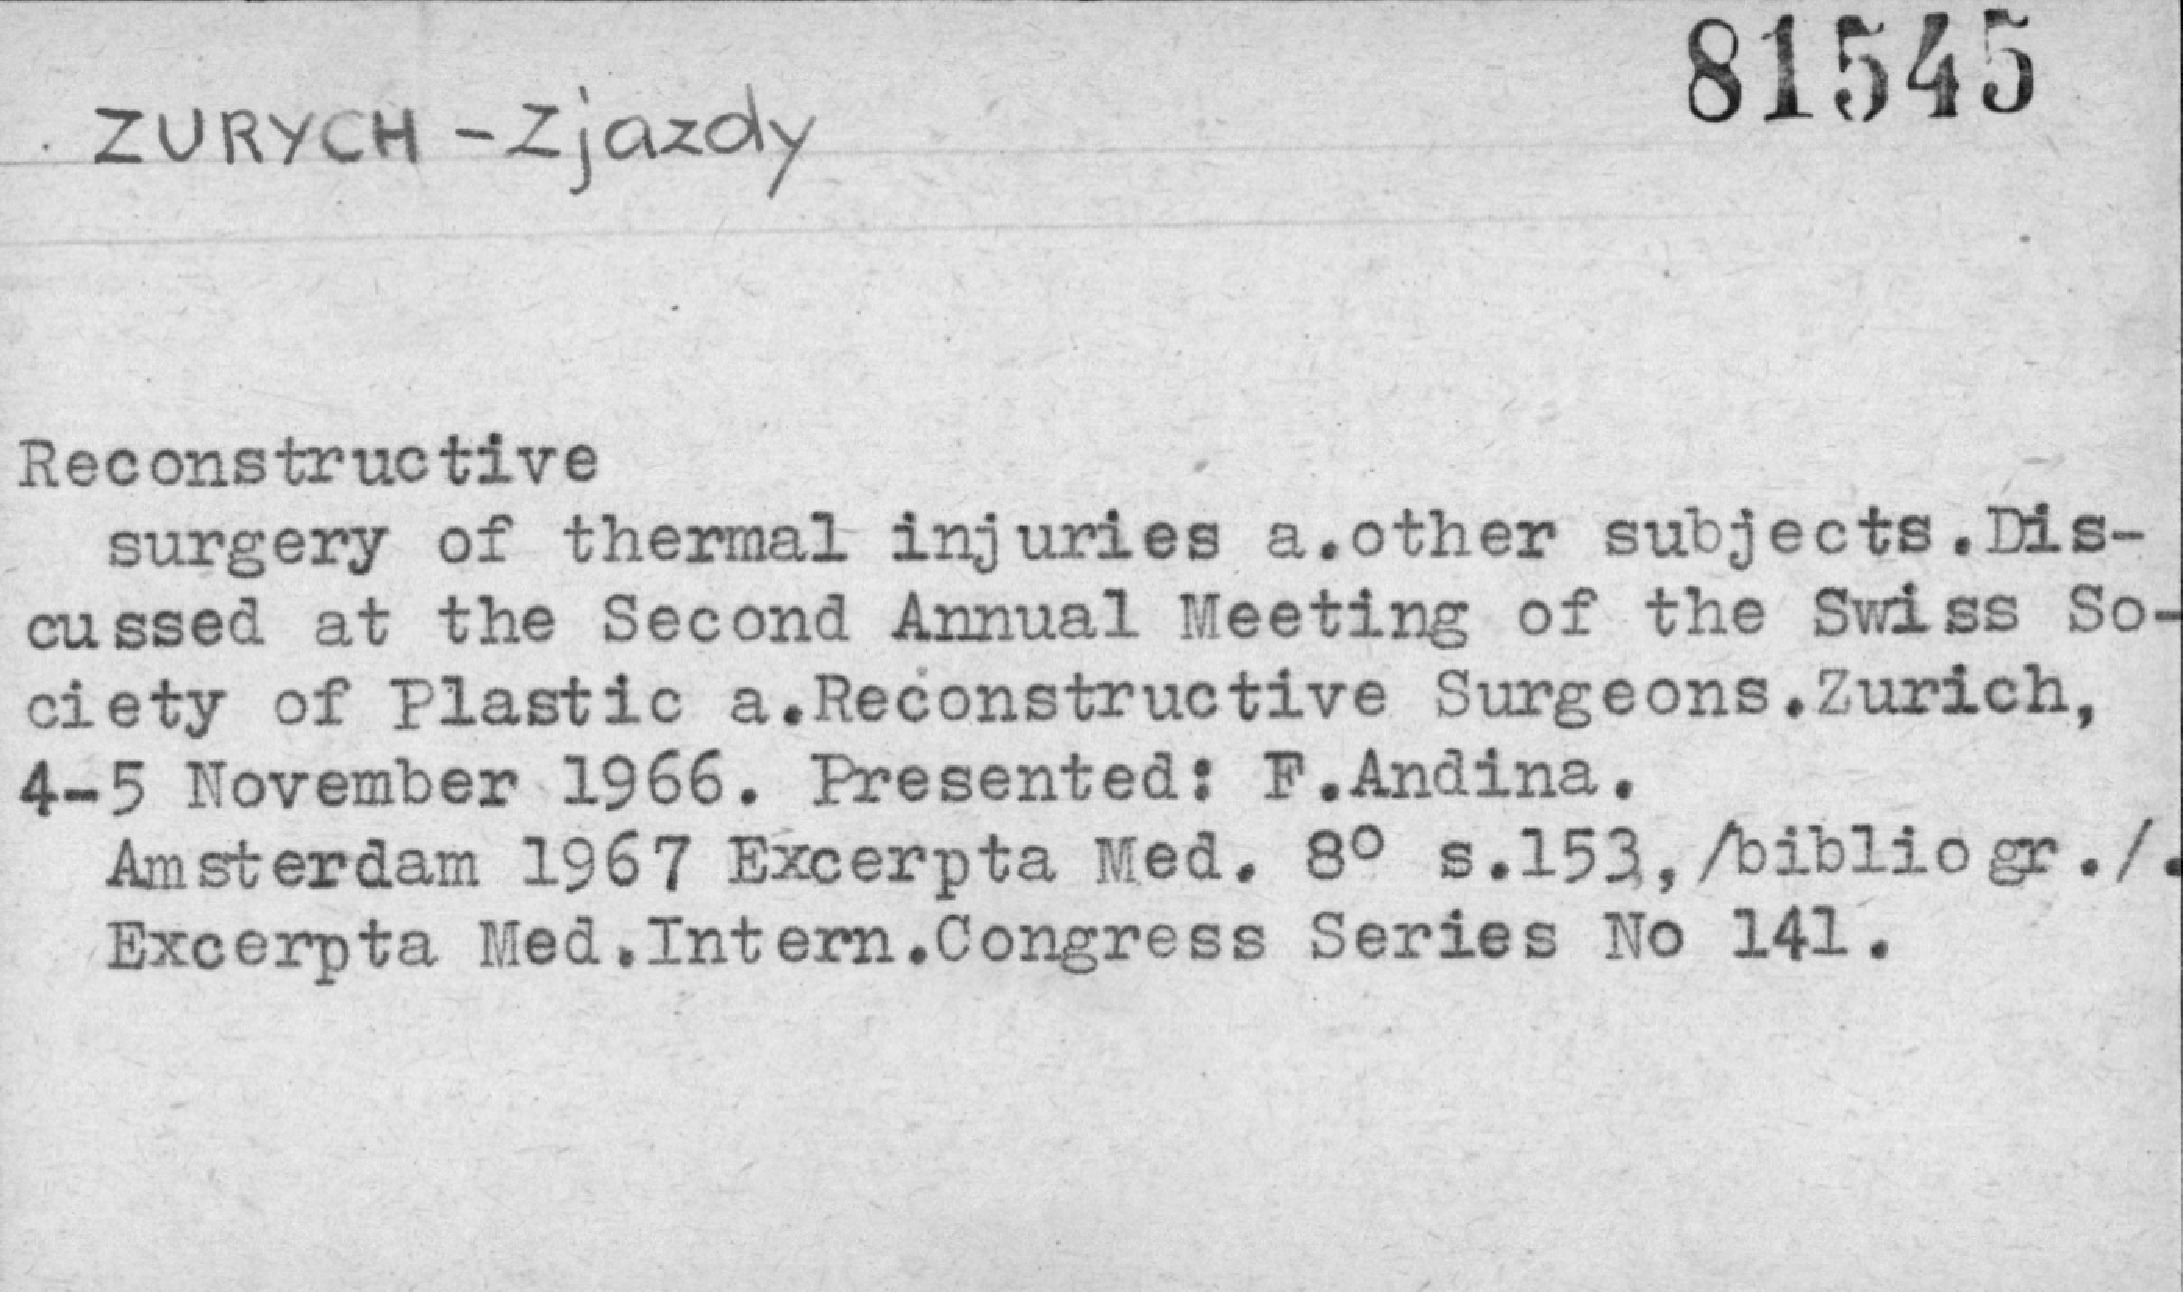 81545
ZURYCH - Zjazdy
Reconstructive
surgery of thermal injuries a.other subjects.Dis-
cussed at the Second Annual Meeting of the Swiss So-
ciety of Plastic a.Reconstructive Surgeons.Zurich,
4-5 November 1966. Presented: F.Andina.
Amsterdam 1967 Excerpta Med. 8° s.153,/bibliogr./.
Excerpta Med.Intern.Congress Series No 141.